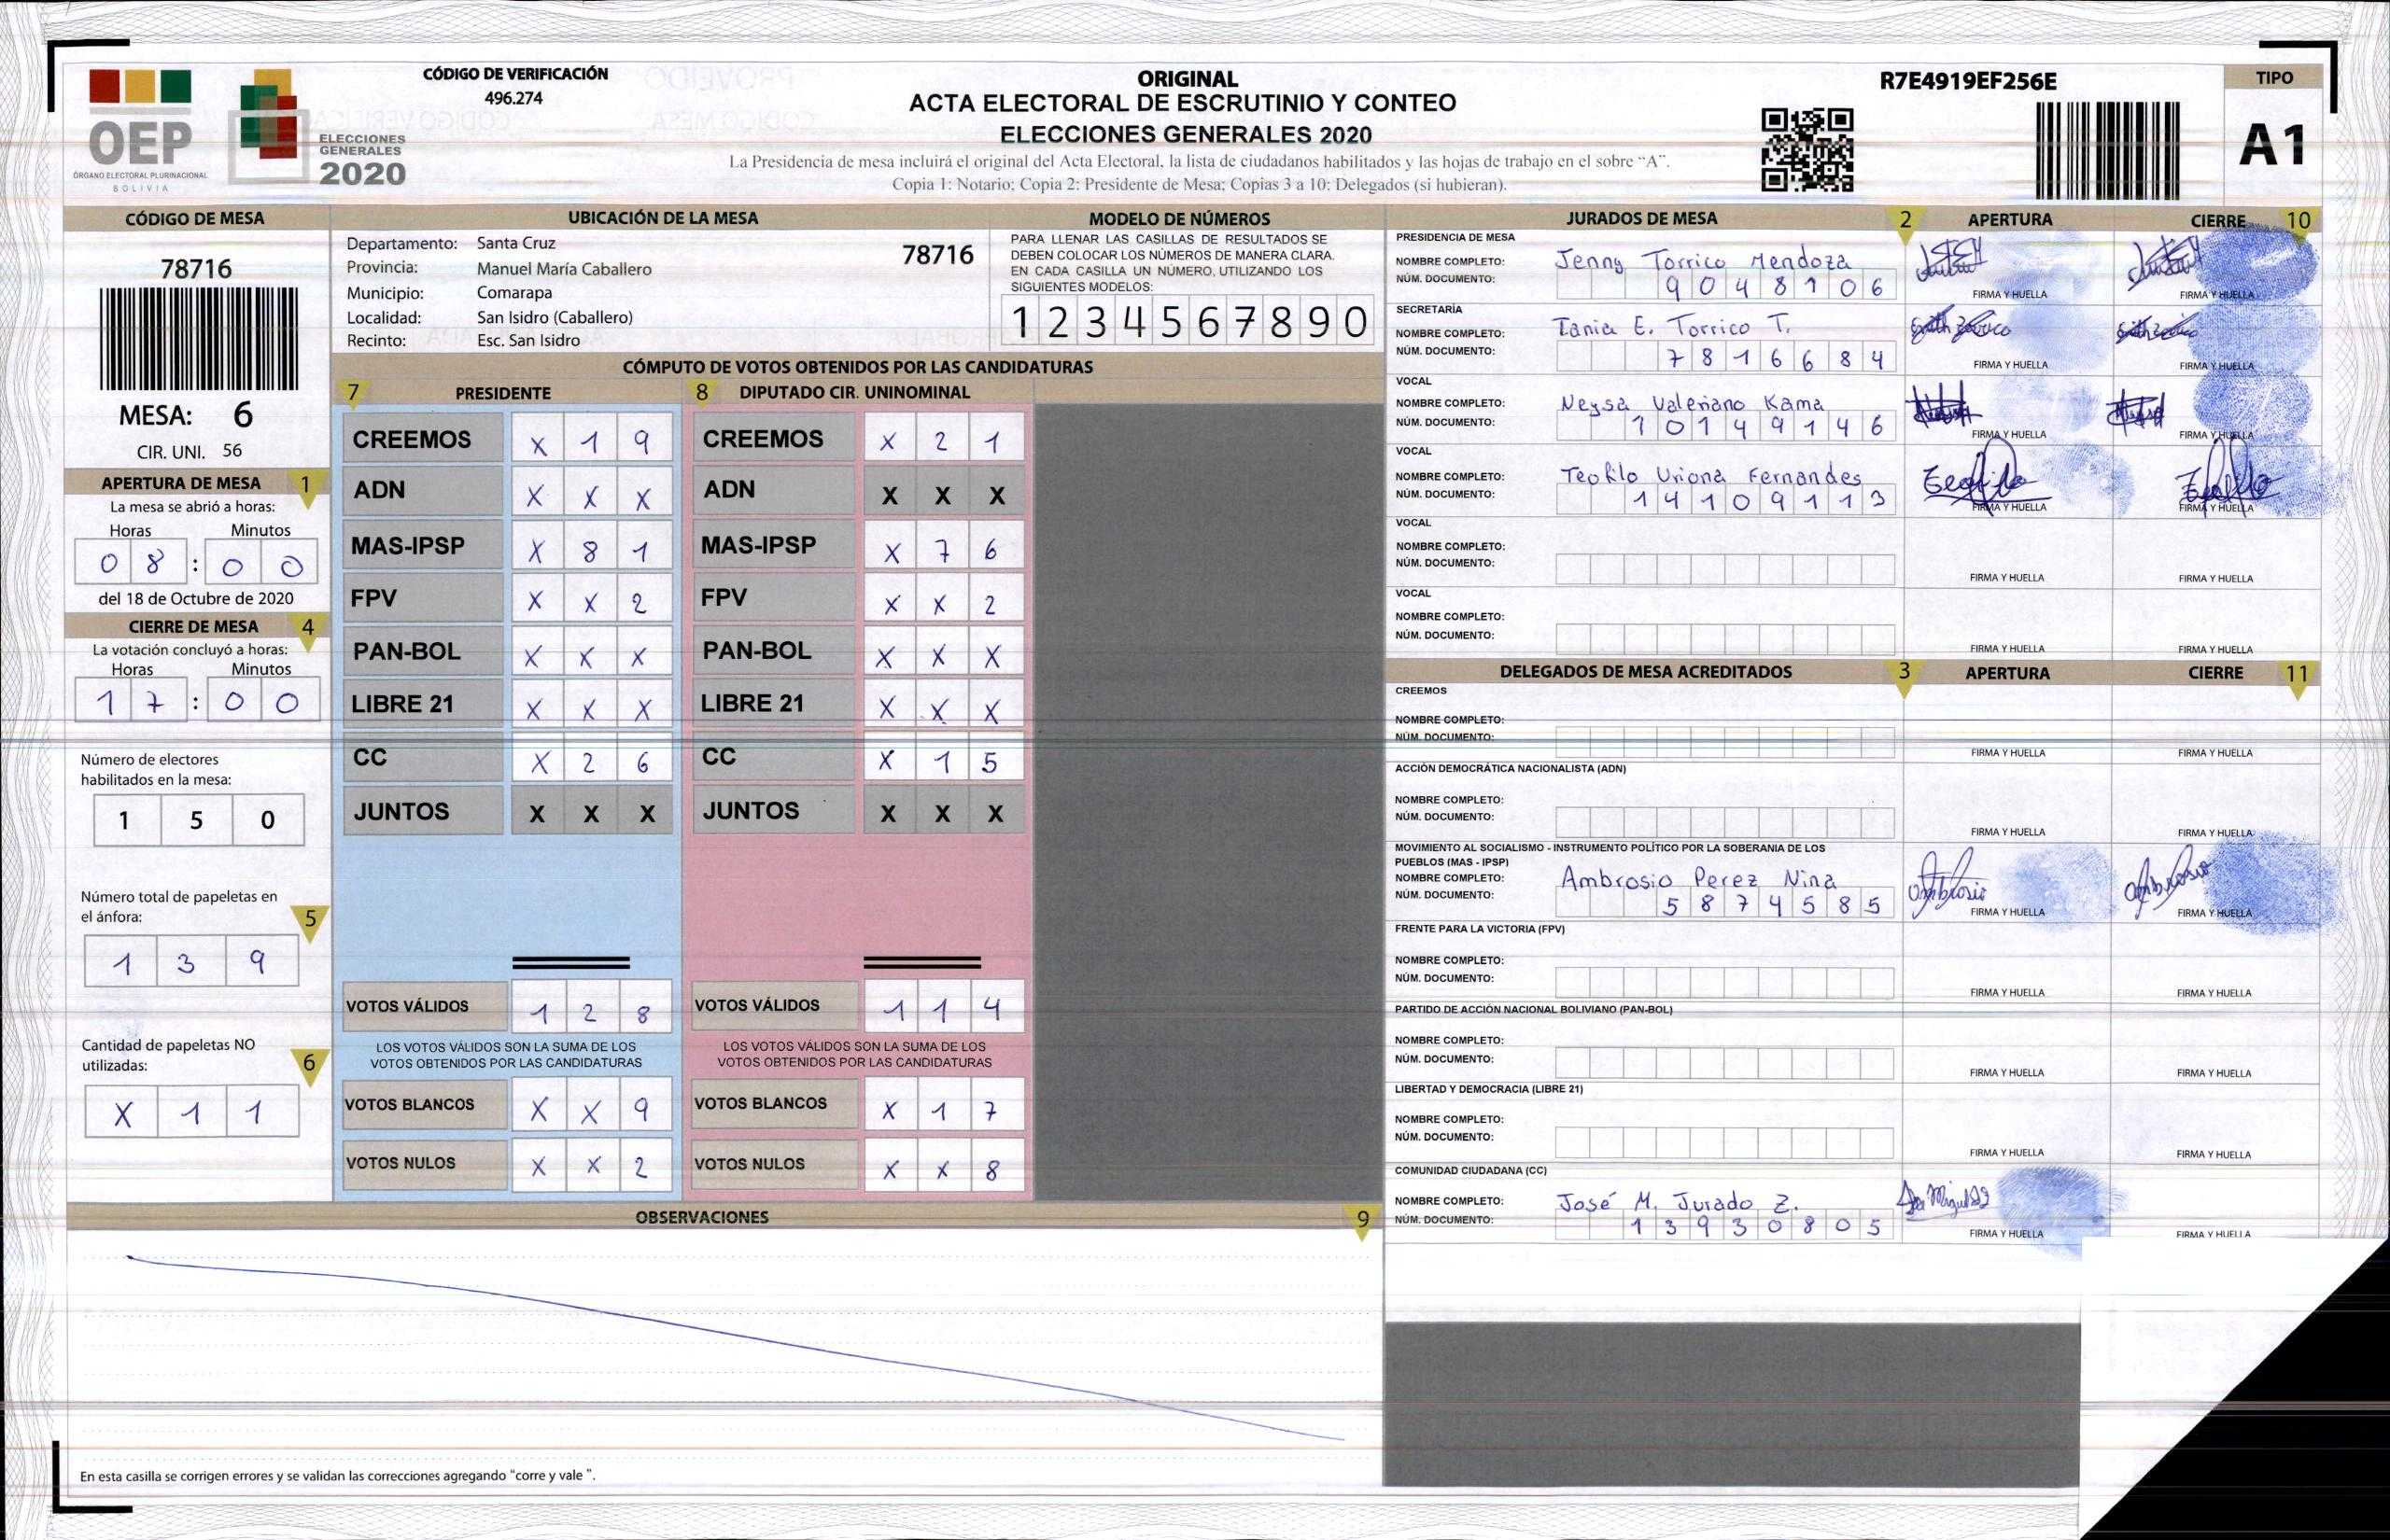 CÓDIGO DE VERIFICACIÓN
496.274
OEP
ÓRGANO ELECTORAL PLURINACIONAL
BOLIVIA
ELECCIONES
GENERALES
2020
ORIGINAL
ACTA ELECTORAL DE ESCRUTINIO Y CONTEO
ELECCIONES GENERALES 2020
La Presidencia de mesa incluirá el original del Acta Electoral, la lista de ciudadanos habilitados y las hojas de trabajo en el sobre “A”.
Copia 1: Notario; Copia 2: Presidente de Mesa; Copias 3 a 10: Delegados (si hubieran).
R7E4919EF256E
TIPO
A1
CÓDIGO DE MESA
78716
MESA: 6
CIR. UNI. 56
APERTURA DE MESA 1
La mesa se abrió a horas:
Horas Minutos
0 8 : 0 0
del 18 de Octubre de 2020
CIERRE DE MESA 4
La votación concluyó a horas:
Horas Minutos
1 7 : 0 0
Número de electores
habilitados en la mesa:
1 5 0
Número total de papeletas en
el ánfora: 5
1 3 9
Cantidad de papeletas NO
utilizadas: 6
X 1 1
UBICACIÓN DE LA MESA
Departamento: Santa Cruz
Provincia: Manuel María Caballero
Municipio: Comarapa
Localidad: San Isidro (Caballero)
Recinto: Esc. San Isidro
78716
MODELO DE NÚMEROS
PARA LLENAR LAS CASILLAS DE RESULTADOS SE
DEBEN COLOCAR LOS NÚMEROS DE MANERA CLARA.
EN CADA CASILLA UN NÚMERO, UTILIZANDO LOS
SIGUIENTES MODELOS:
1 2 3 4 5 6 7 8 9 0
CÓMPUTO DE VOTOS OBTENIDOS POR LAS CANDIDATURAS
7 PRESIDENTE
CREEMOS X 1 9
ADN X X X
MAS-IPSP X 8 1
FPV X X 2
PAN-BOL X X X
LIBRE 21 X X X
CC X 2 6
JUNTOS X X X
VOTOS VÁLIDOS 1 2 8
LOS VOTOS VÁLIDOS SON LA SUMA DE LOS
VOTOS OBTENIDOS POR LAS CANDIDATURAS
VOTOS BLANCOS X X 9
VOTOS NULOS X X 2
8 DIPUTADO CIR. UNINOMINAL
CREEMOS X 2 1
ADN X X X
MAS-IPSP X 7 6
FPV X X 2
PAN-BOL X X X
LIBRE 21 X X X
CC X 1 5
JUNTOS X X X
VOTOS VÁLIDOS 1 1 4
LOS VOTOS VÁLIDOS SON LA SUMA DE LOS
VOTOS OBTENIDOS POR LAS CANDIDATURAS
VOTOS BLANCOS X 1 7
VOTOS NULOS X X 8
OBSERVACIONES 9
En esta casilla se corrigen errores y se validan las correcciones agregando “corre y vale ”.
JURADOS DE MESA 2 APERTURA CIERRE 10
PRESIDENCIA DE MESA
NOMBRE COMPLETO: Jenny Torrico Mendoza
NÚM. DOCUMENTO: 9 0 4 8 1 0 6
FIRMA Y HUELLA FIRMA Y HUELLA
SECRETARÍA
NOMBRE COMPLETO: Tania E. Torrico T.
NÚM. DOCUMENTO: 7 8 1 6 6 8 4
FIRMA Y HUELLA FIRMA Y HUELLA
VOCAL
NOMBRE COMPLETO: Neysa Valeriano Kama
NÚM. DOCUMENTO: 1 0 1 4 9 1 4 6
FIRMA Y HUELLA FIRMA Y HUELLA
VOCAL
NOMBRE COMPLETO: Teofilo Uriona Fernandes
NÚM. DOCUMENTO: 1 4 1 0 9 1 1 3
FIRMA Y HUELLA FIRMA Y HUELLA
VOCAL
NOMBRE COMPLETO:
NÚM. DOCUMENTO:
FIRMA Y HUELLA FIRMA Y HUELLA
VOCAL
NOMBRE COMPLETO:
NÚM. DOCUMENTO:
FIRMA Y HUELLA FIRMA Y HUELLA
DELEGADOS DE MESA ACREDITADOS 3 APERTURA CIERRE 11
CREEMOS
NOMBRE COMPLETO:
NÚM. DOCUMENTO:
FIRMA Y HUELLA FIRMA Y HUELLA
ACCIÓN DEMOCRÁTICA NACIONALISTA (ADN)
NOMBRE COMPLETO:
NÚM. DOCUMENTO:
FIRMA Y HUELLA FIRMA Y HUELLA
MOVIMIENTO AL SOCIALISMO - INSTRUMENTO POLÍTICO POR LA SOBERANIA DE LOS
PUEBLOS (MAS - IPSP)
NOMBRE COMPLETO: Ambrosio Perez Nina
NÚM. DOCUMENTO: 5 8 7 4 5 8 5
Ambrosio Ambrosio
FIRMA Y HUELLA FIRMA Y HUELLA
FRENTE PARA LA VICTORIA (FPV)
NOMBRE COMPLETO:
NÚM. DOCUMENTO:
FIRMA Y HUELLA FIRMA Y HUELLA
PARTIDO DE ACCIÓN NACIONAL BOLIVIANO (PAN-BOL)
NOMBRE COMPLETO:
NÚM. DOCUMENTO:
FIRMA Y HUELLA FIRMA Y HUELLA
LIBERTAD Y DEMOCRACIA (LIBRE 21)
NOMBRE COMPLETO:
NÚM. DOCUMENTO:
FIRMA Y HUELLA FIRMA Y HUELLA
COMUNIDAD CIUDADANA (CC)
NOMBRE COMPLETO: José M. Jurado Z.
NÚM. DOCUMENTO: 1 3 9 3 0 8 0 5
FIRMA Y HUELLA FIRMA Y HUELLA